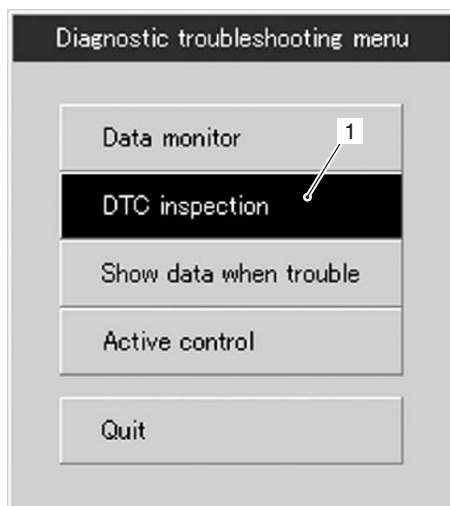 Diagnostic troubleshooting menu
Data monitor
1
DTC inspection
Show data when trouble
Active control
Quit